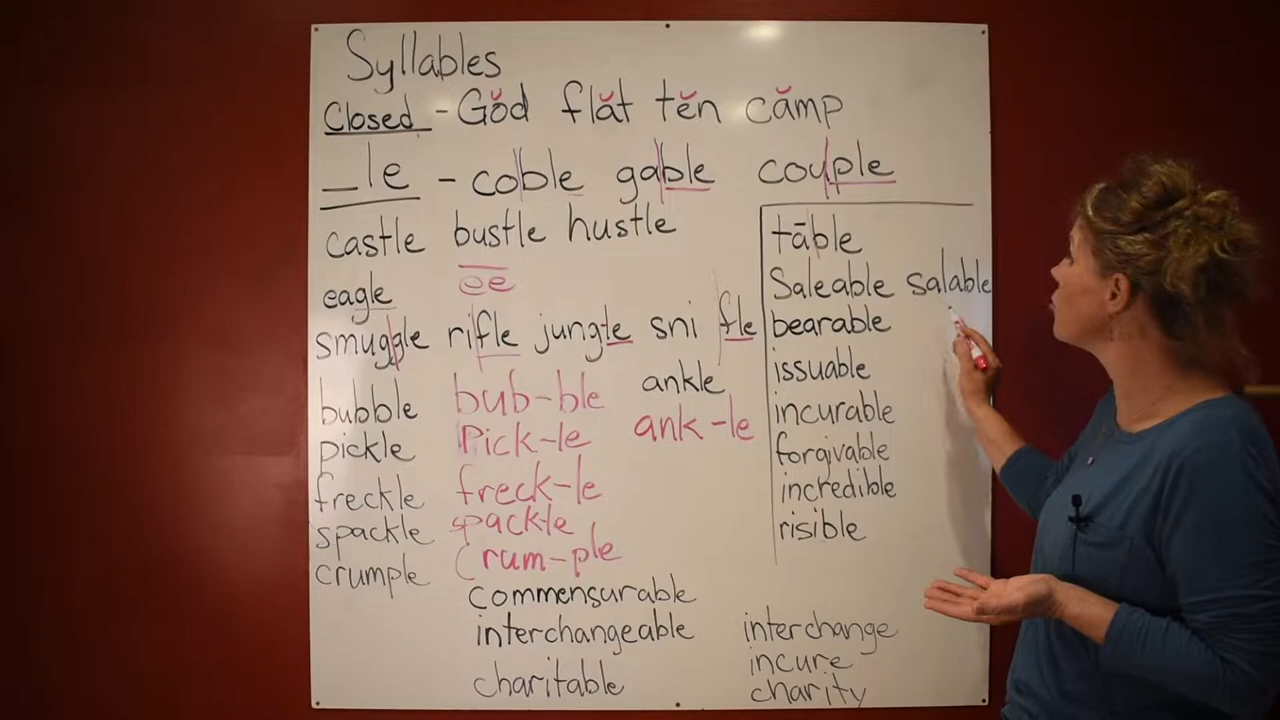 Syllables
Closed - Gŏd flăt tĕn cămp
_le - coble gable couple
castle bustle hustle
eagle ee
smuggle rifle jungle sni fle
bubble bub-ble ankle
pickle Pick-le ank-le
freckle freck-le
spackle spackle
crumple Crum-ple
commensurable
interchangeable
charitable
tāble
Saleable salable
bearable
issuable
incurable
forgivable
incredible
risible
interchange
incure
charity